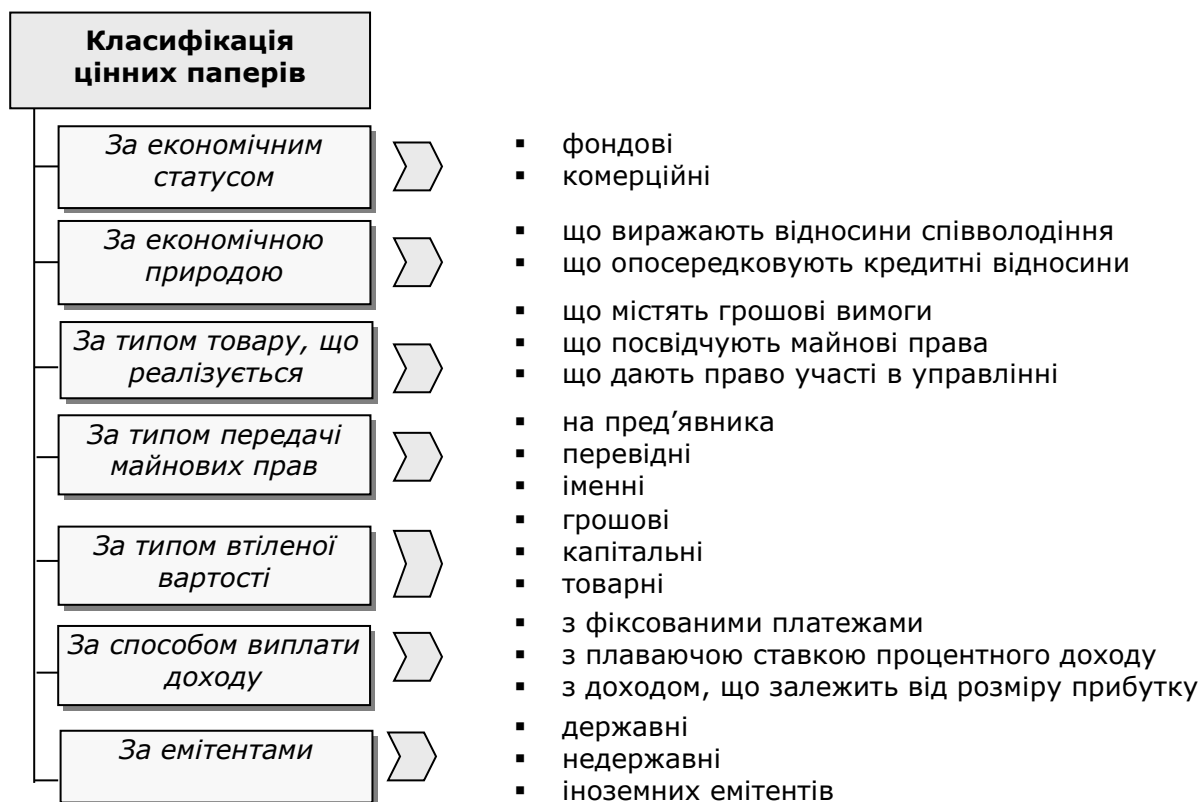 Класифікація
цінних паперів
За економічним
статусом
▪ фондові
▪ комерційні
За економічною
природою
▪ що виражають відносини співволодіння
▪ що опосередковують кредитні відносини
За типом товару, що
реалізується
▪ що містять грошові вимоги
▪ що посвідчують майнові права
▪ що дають право участі в управлінні
За типом передачі
майнових прав
▪ на пред’явника
▪ перевідні
▪ іменні
За типом втіленої
вартості
▪ грошові
▪ капітальні
▪ товарні
За способом виплати
доходу
▪ з фіксованими платежами
▪ з плаваючою ставкою процентного доходу
▪ з доходом, що залежить від розміру прибутку
За емітентами
▪ державні
▪ недержавні
▪ іноземних емітентів